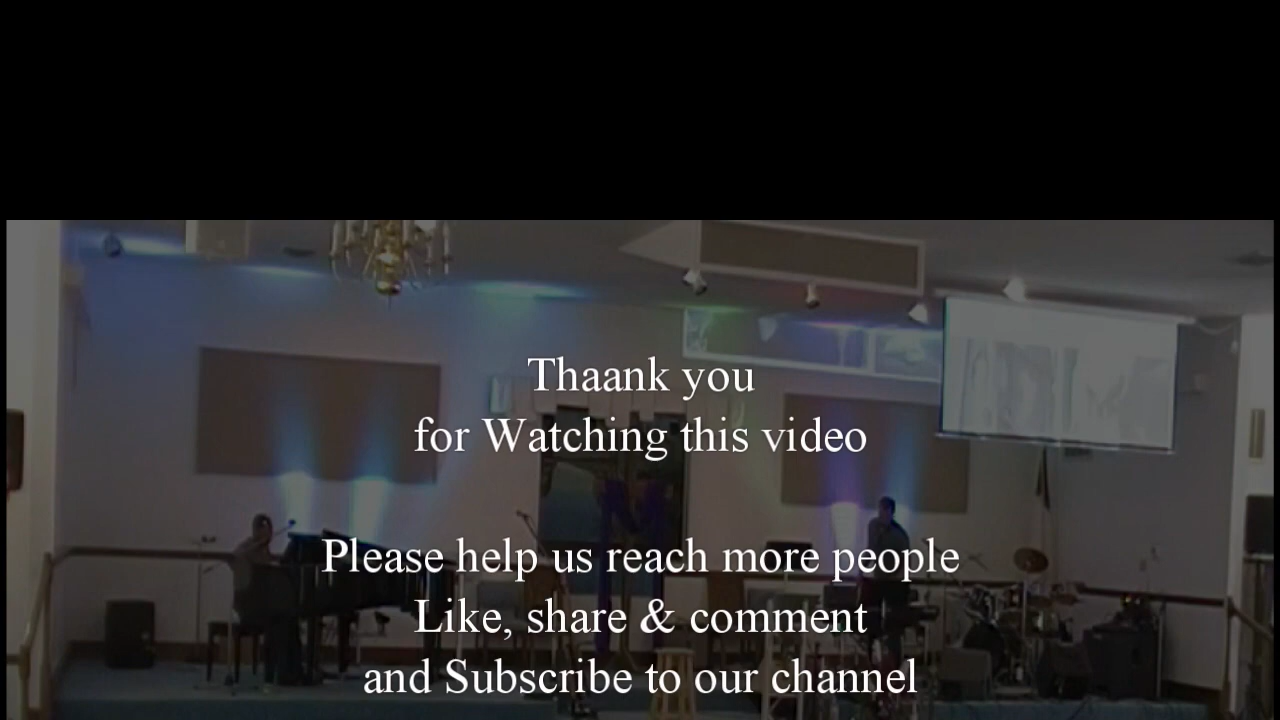 Thaank you
for Watching this video
Please help us reach more people
Like, share & comment
and Subscribe to our channel